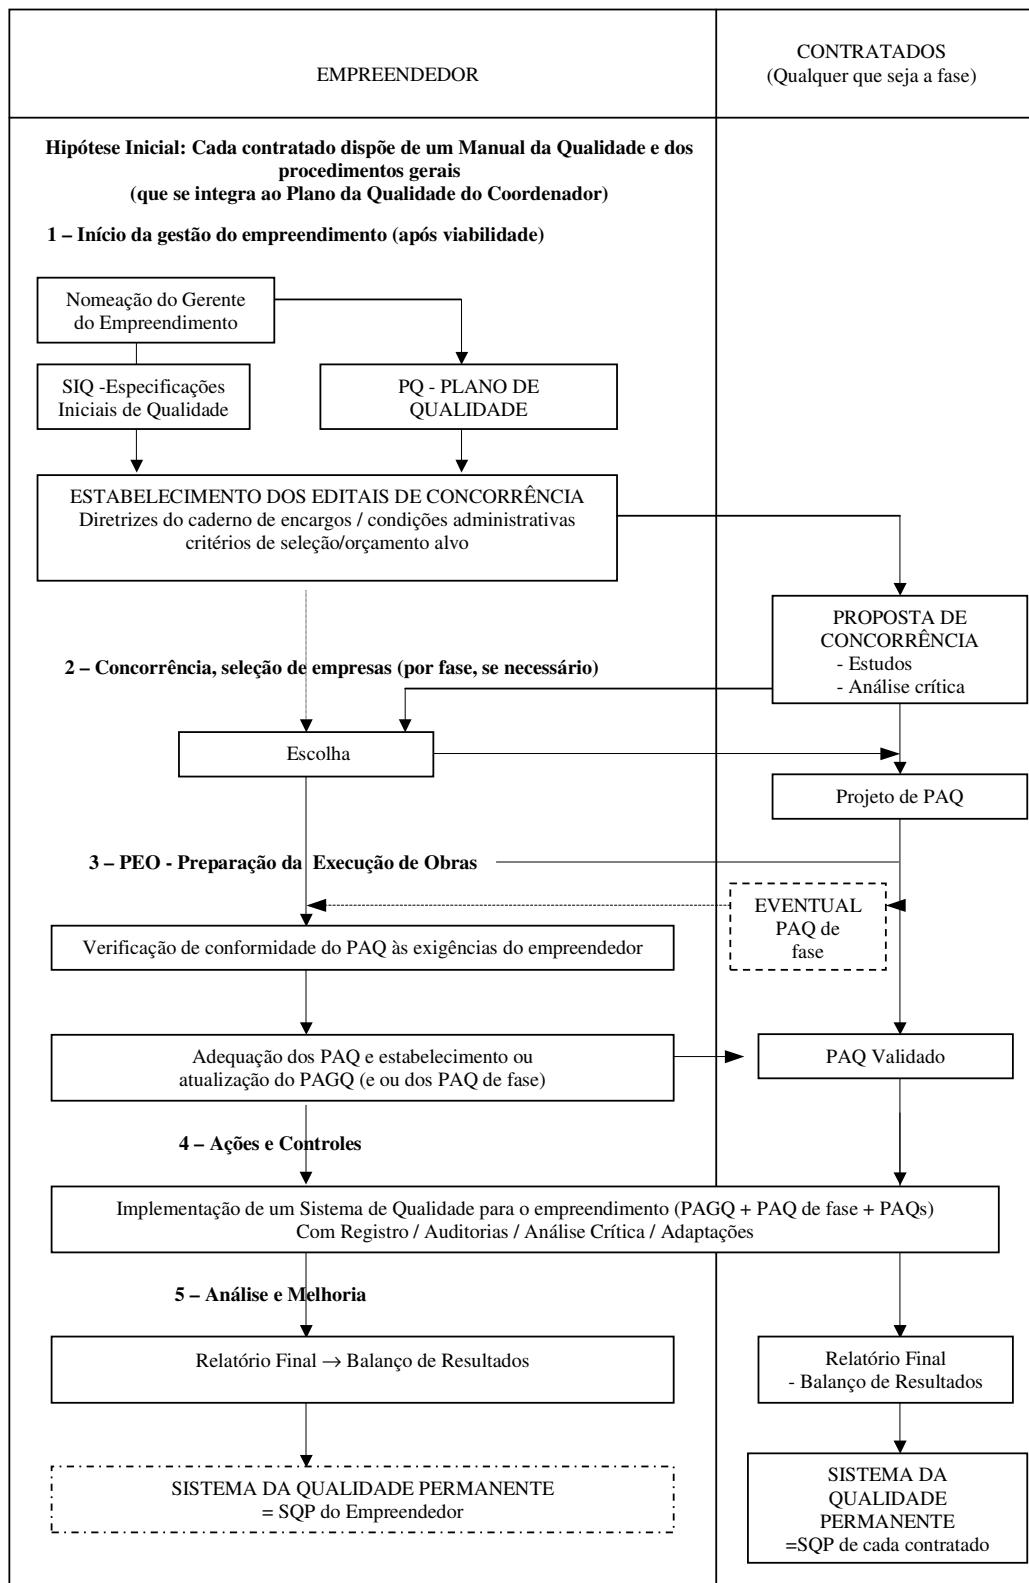 EMPREENDEDOR
CONTRATADOS
(Qualquer que seja a fase)
Hipótese Inicial: Cada contratado dispõe de um Manual da Qualidade e dos
procedimentos gerais
(que se integra ao Plano da Qualidade do Coordenador)
1 – Início da gestão do empreendimento (após viabilidade)
Nomeação do Gerente
do Empreendimento
SIQ -Especificações
Iniciais de Qualidade
PQ - PLANO DE
QUALIDADE
ESTABELECIMENTO DOS EDITAIS DE CONCORRÊNCIA
Diretrizes do caderno de encargos / condições administrativas
critérios de seleção/orçamento alvo
PROPOSTA DE
CONCORRÊNCIA
- Estudos
- Análise crítica
2 – Concorrência, seleção de empresas (por fase, se necessário)
Escolha
Projeto de PAQ
3 – PEO - Preparação da Execução de Obras
EVENTUAL
PAQ de
fase
Verificação de conformidade do PAQ às exigências do empreendedor
Adequação dos PAQ e estabelecimento ou
atualização do PAGQ (e ou dos PAQ de fase)
PAQ Validado
4 – Ações e Controles
Implementação de um Sistema de Qualidade para o empreendimento (PAGQ + PAQ de fase + PAQs)
Com Registro / Auditorias / Análise Crítica / Adaptações
5 – Análise e Melhoria
Relatório Final → Balanço de Resultados
Relatório Final
- Balanço de Resultados
SISTEMA DA QUALIDADE PERMANENTE
= SQP do Empreendedor
SISTEMA DA
QUALIDADE
PERMANENTE
=SQP de cada contratado